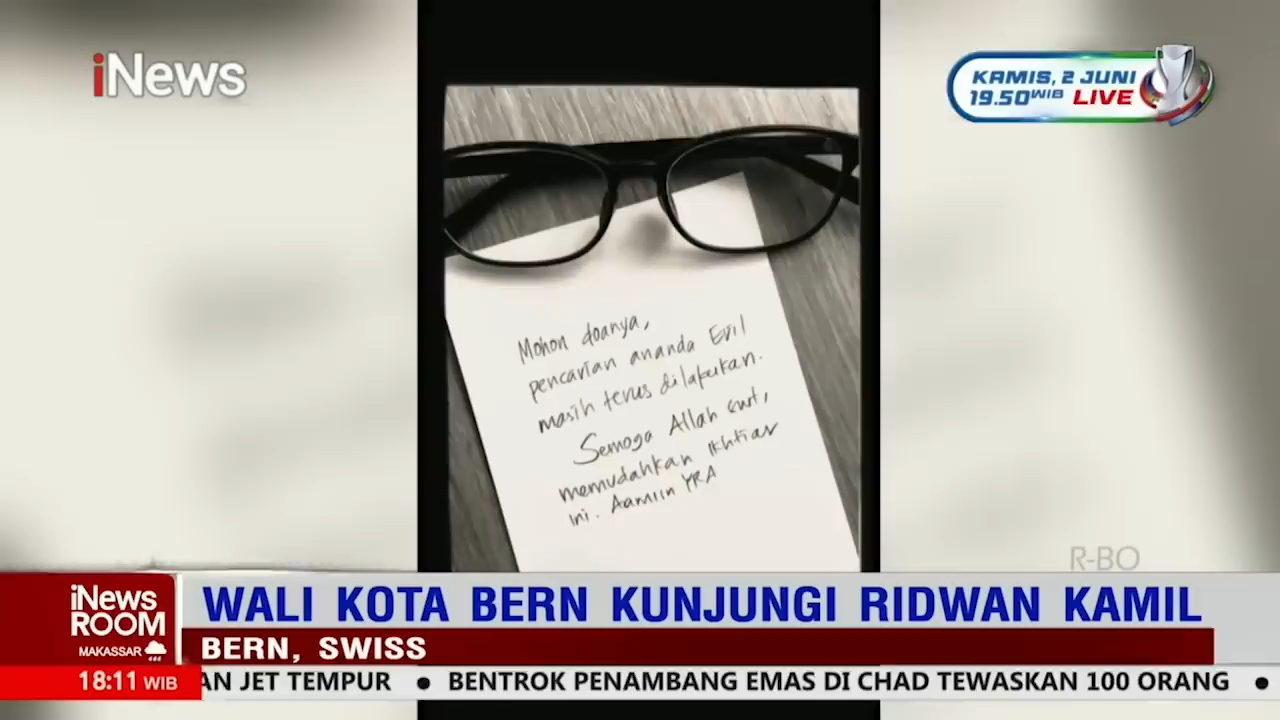 iNews
KAMIS, 2 JUNI
19.50 WIB LIVE
Mohon doanya,
pencarian ananda Eril
masih terus dilakukan.
Semoga Allah swt,
memudahkan ikhtiar
ini. Aamiin YRA
R-BO
iNews
ROOM
MAKASSAR
WALI KOTA BERN KUNJUNGI RIDWAN KAMIL
BERN, SWISS
18:11 WIB
AN JET TEMPUR • BENTROK PENAMBANG EMAS DI CHAD TEWASKAN 100 ORANG •